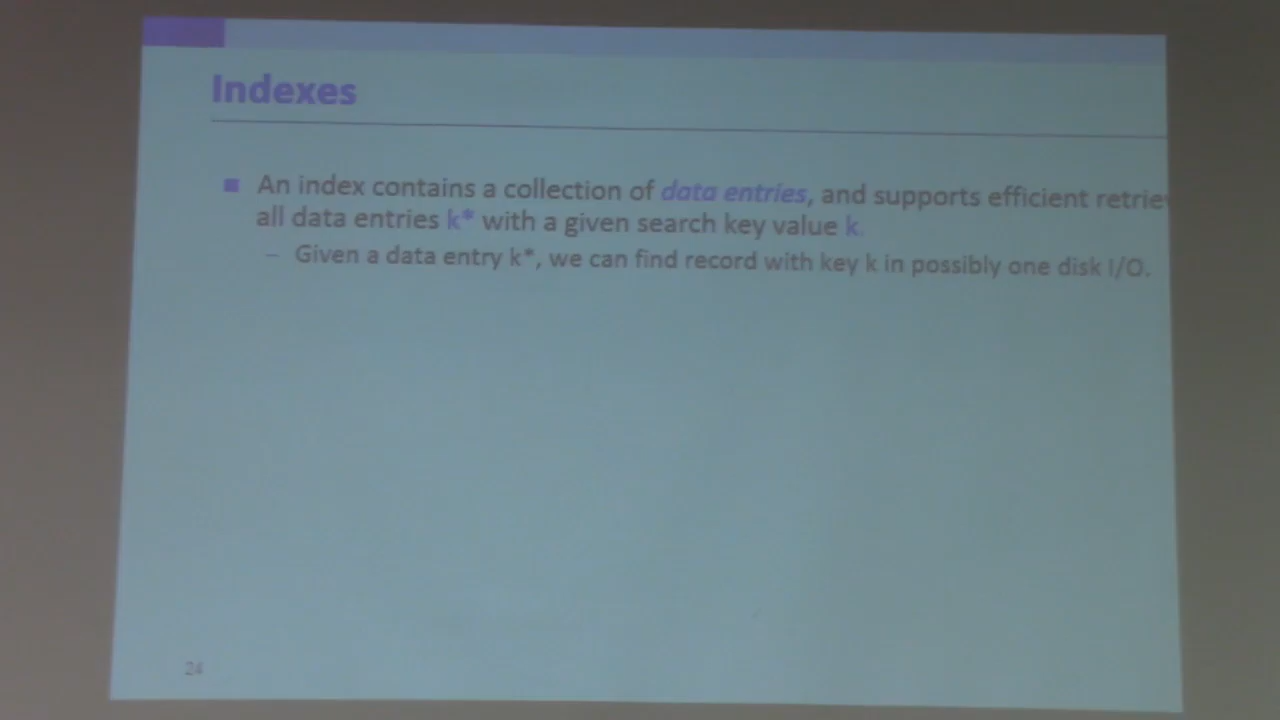 Indexes
An index contains a collection of data entries, and supports efficient
all data entries k* with a given search key value k.
– Given a data entry k*, we can find record with key k in possibly one disk I/O.
24